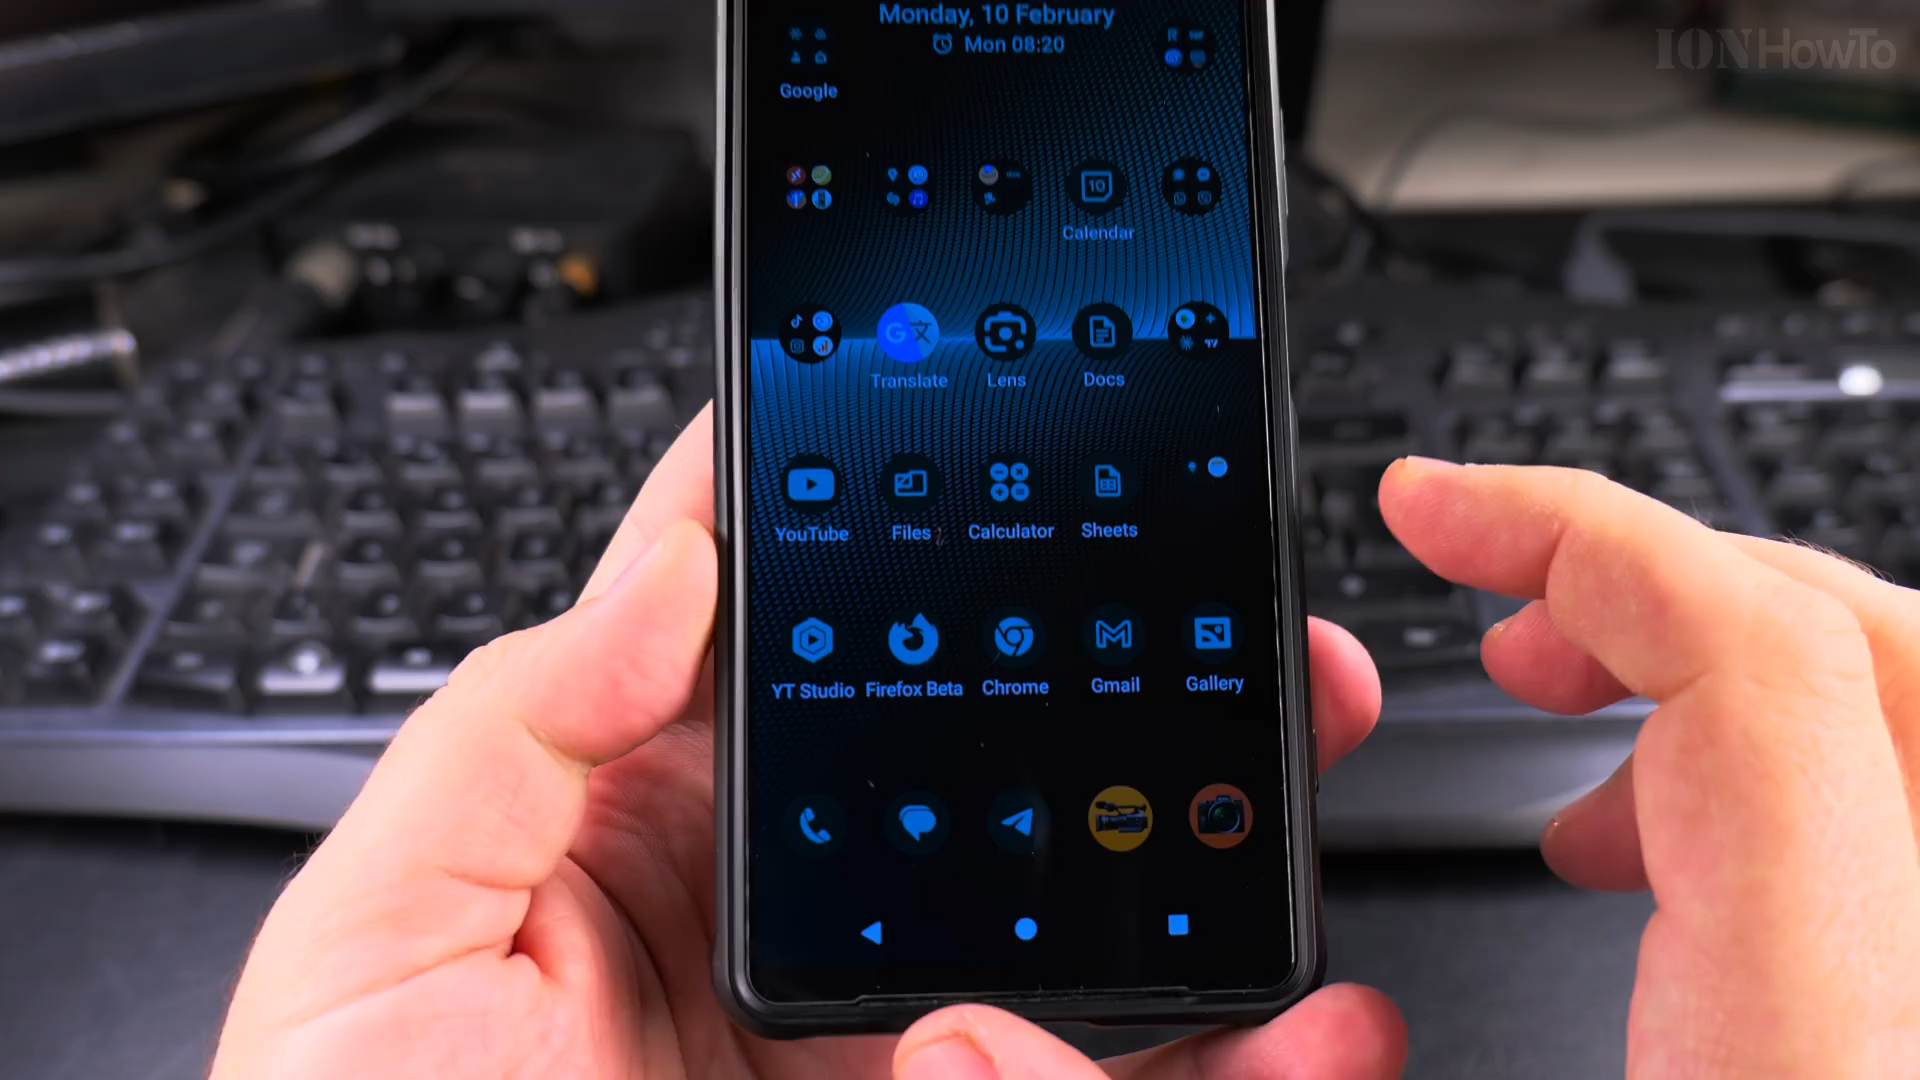 IONHowTo
Monday, 10 February
Mon 08:20
Google
10
Calendar
Translate Lens Docs
YouTube Files Calculator Sheets
YT Studio Firefox Beta Chrome Gmail Gallery